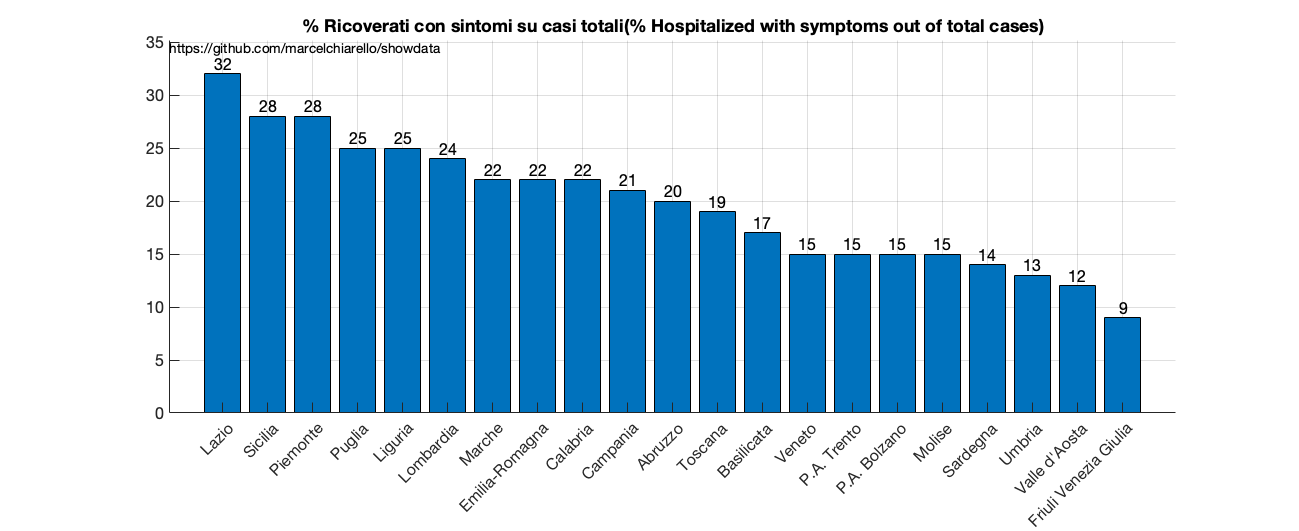 % Ricoverati con sintomi su casi totali(% Hospitalized with symptoms out of total cases)
https://github.com/marcelchiarello/showdata
35
30
25
20
15
10
5
0
32
28
28
25
25
24
22
22
22
21
20
19
17
15
15
15
15
14
13
12
9
Lazio
Sicilia
Piemonte
Puglia
Liguria
Lombardia
Marche
Emilia-Romagna
Calabria
Campania
Abruzzo
Toscana
Basilicata
Veneto
P.A. Trento
P.A. Bolzano
Molise
Sardegna
Umbria
Valle d'Aosta
Friuli Venezia Giulia